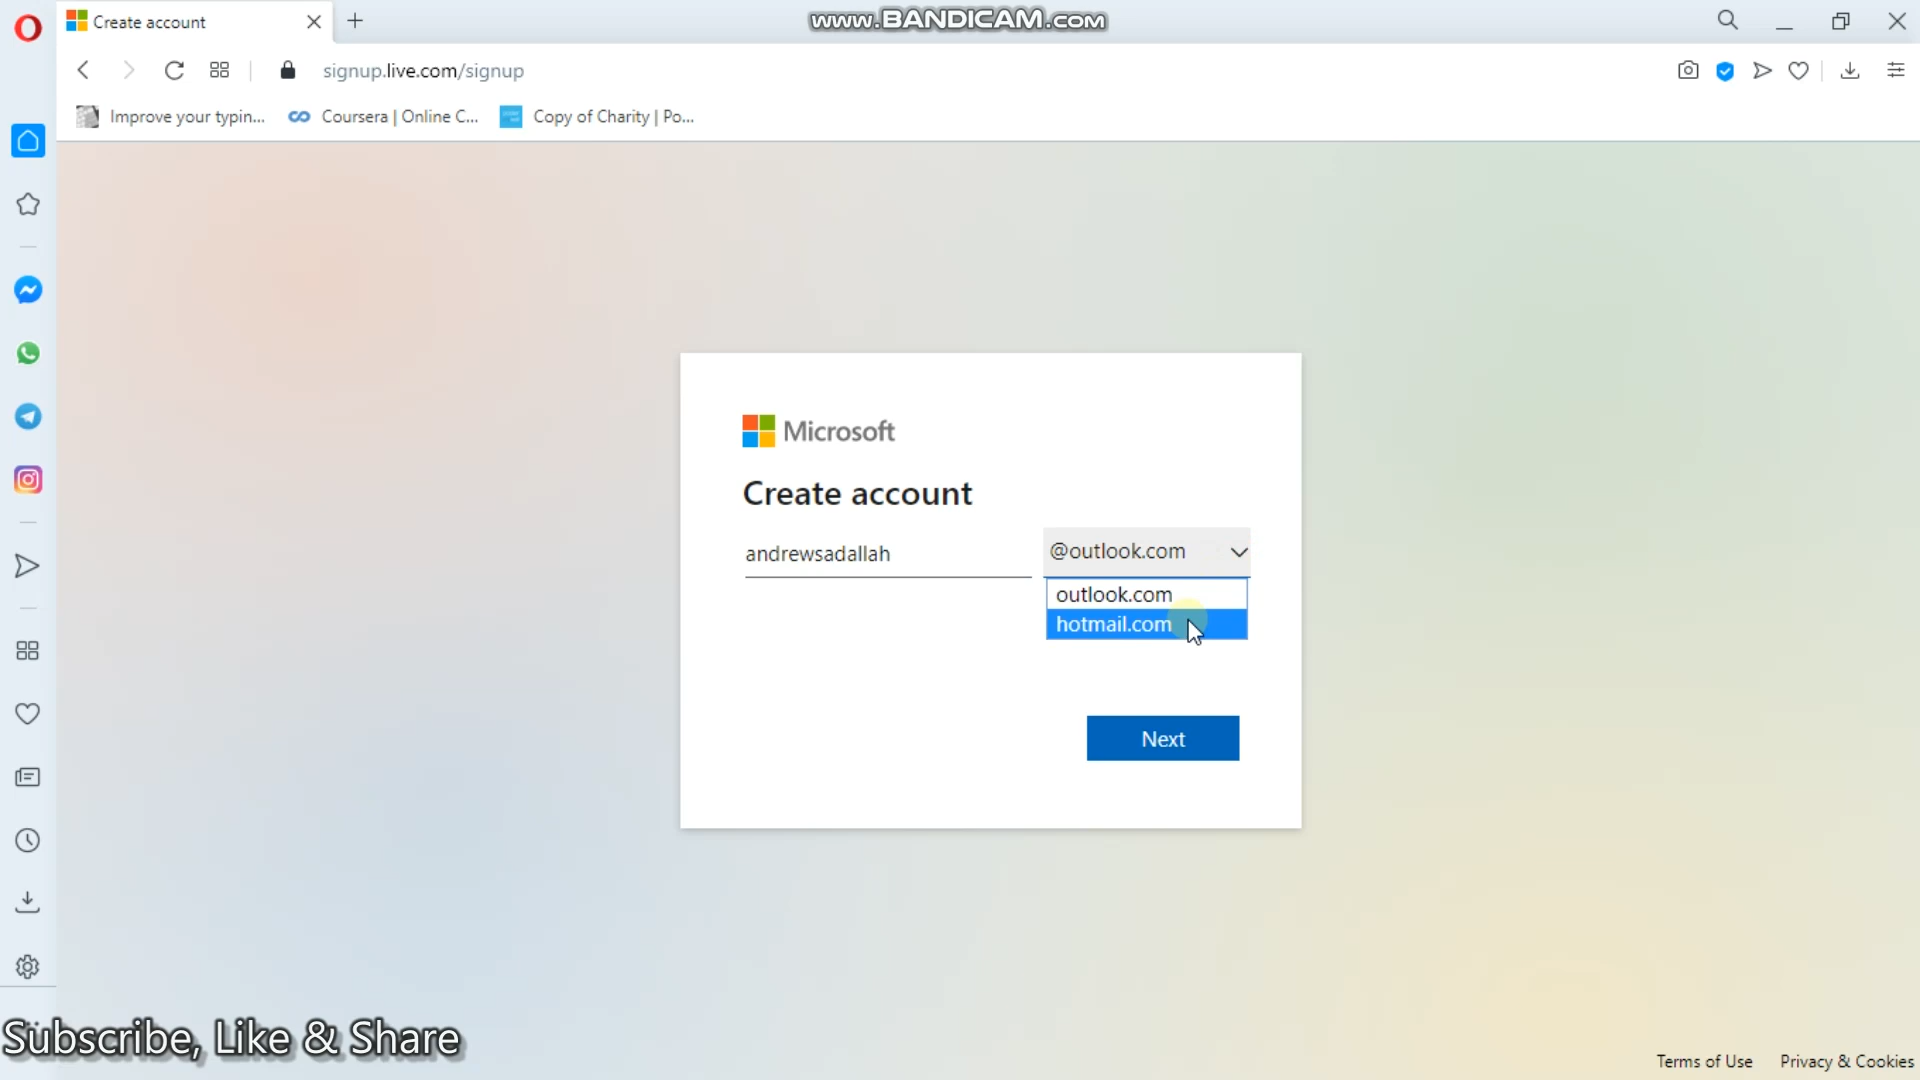 Create account
www.BANDICAM.com
signup.live.com/signup
Improve your typin...
Coursera | Online C...
Copy of Charity | Po...
Microsoft
Create account
andrewsadallah
@outlook.com
outlook.com
hotmail.com
Next
Subscribe, Like & Share
Terms of Use
Privacy & Cookies